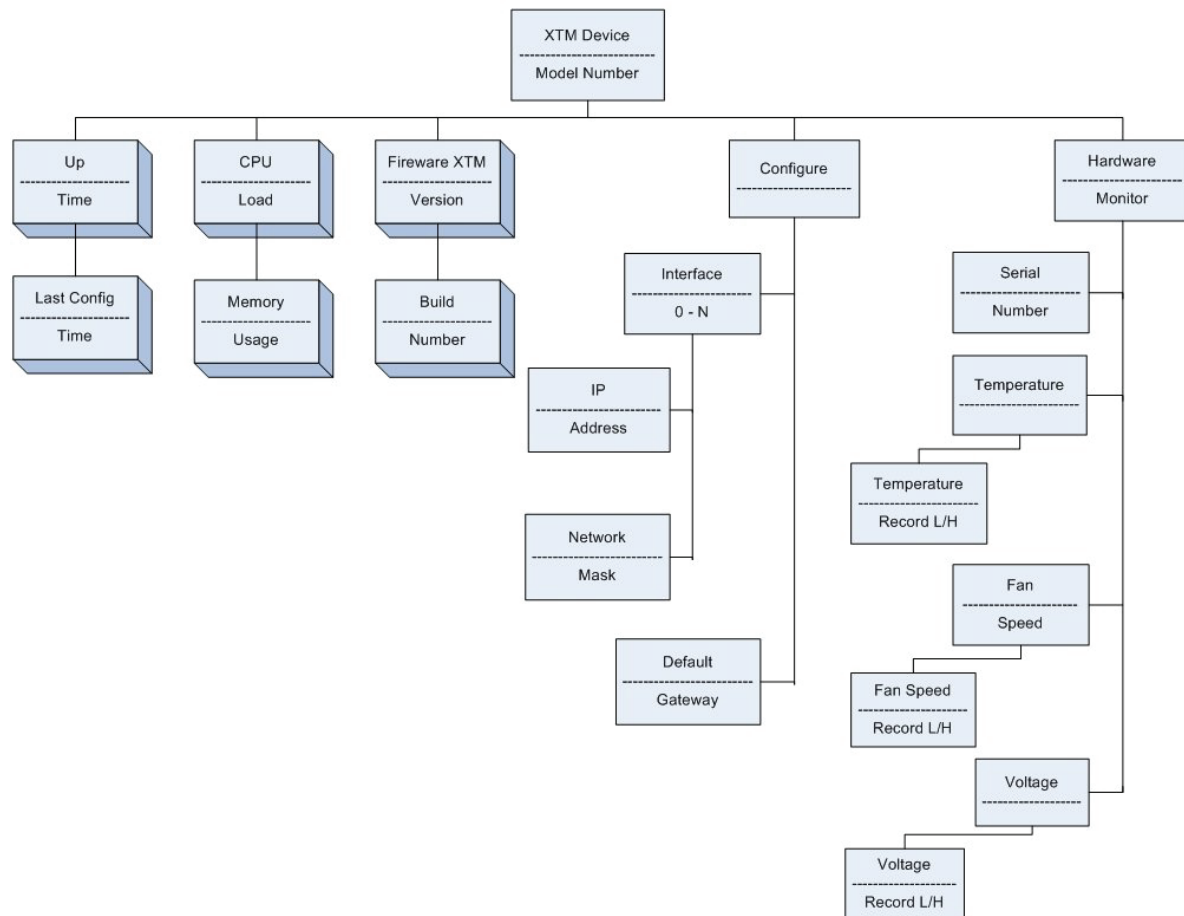 XTM Device
Model Number
Up
Time
CPU
Load
Fireware XTM
Version
Configure
Hardware
Monitor
Last Config
Time
Memory
Usage
Build
Number
Interface
0 - N
IP
Address
Network
Mask
Default
Gateway
Serial
Number
Temperature
Temperature
Record L/H
Fan
Speed
Fan Speed
Record L/H
Voltage
Voltage
Record L/H